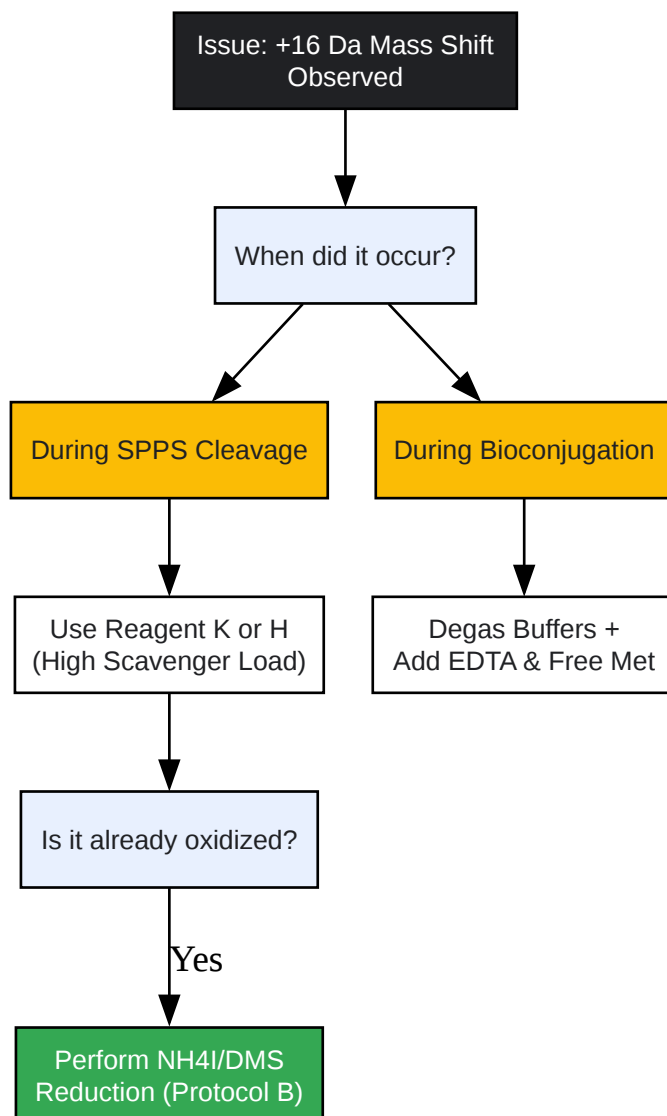 Issue: +16 Da Mass Shift
Observed
When did it occur?
During SPPS Cleavage
During Bioconjugation
Use Reagent K or H
(High Scavenger Load)
Degas Buffers +
Add EDTA & Free Met
Is it already oxidized?
Yes
Perform NH4I/DMS
Reduction (Protocol B)